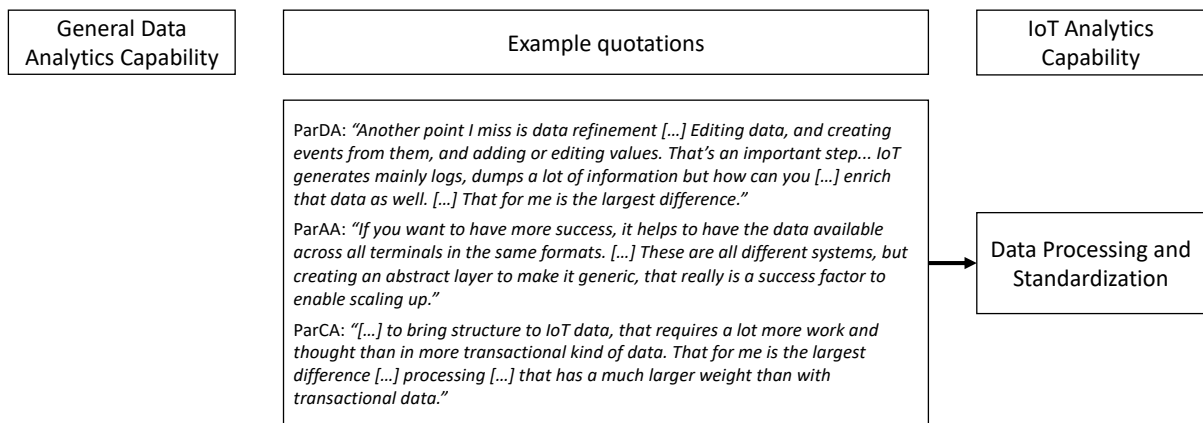 General Data
Analytics Capability
Example quotations
IoT Analytics
Capability
ParDA: “Another point I miss is data refinement […] Editing data, and creating
events from them, and adding or editing values. That’s an important step... IoT
generates mainly logs, dumps a lot of information but how can you […] enrich
that data as well. […] That for me is the largest difference.”
ParAA: “If you want to have more success, it helps to have the data available
across all terminals in the same formats. […] These are all different systems, but
creating an abstract layer to make it generic, that really is a success factor to
enable scaling up.”
ParCA: “[…] to bring structure to IoT data, that requires a lot more work and
thought than in more transactional kind of data. That for me is the largest
difference […] processing […] that has a much larger weight than with
transactional data.”
Data Processing and
Standardization